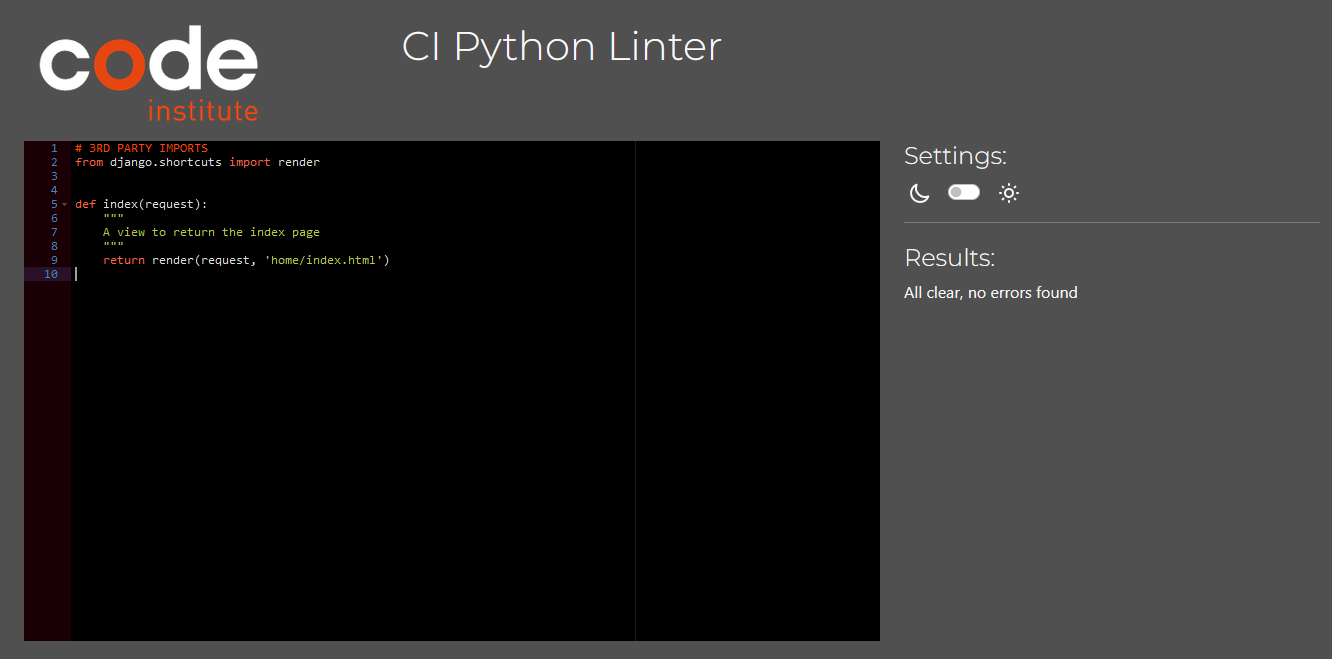 code
institute
CI Python Linter
1 # 3RD PARTY IMPORTS
2 from django.shortcuts import render
3
4
5 def index(request):
6     """
7     A view to return the index page
8     """
9     return render(request, 'home/index.html')
10
Settings:
Results:
All clear, no errors found